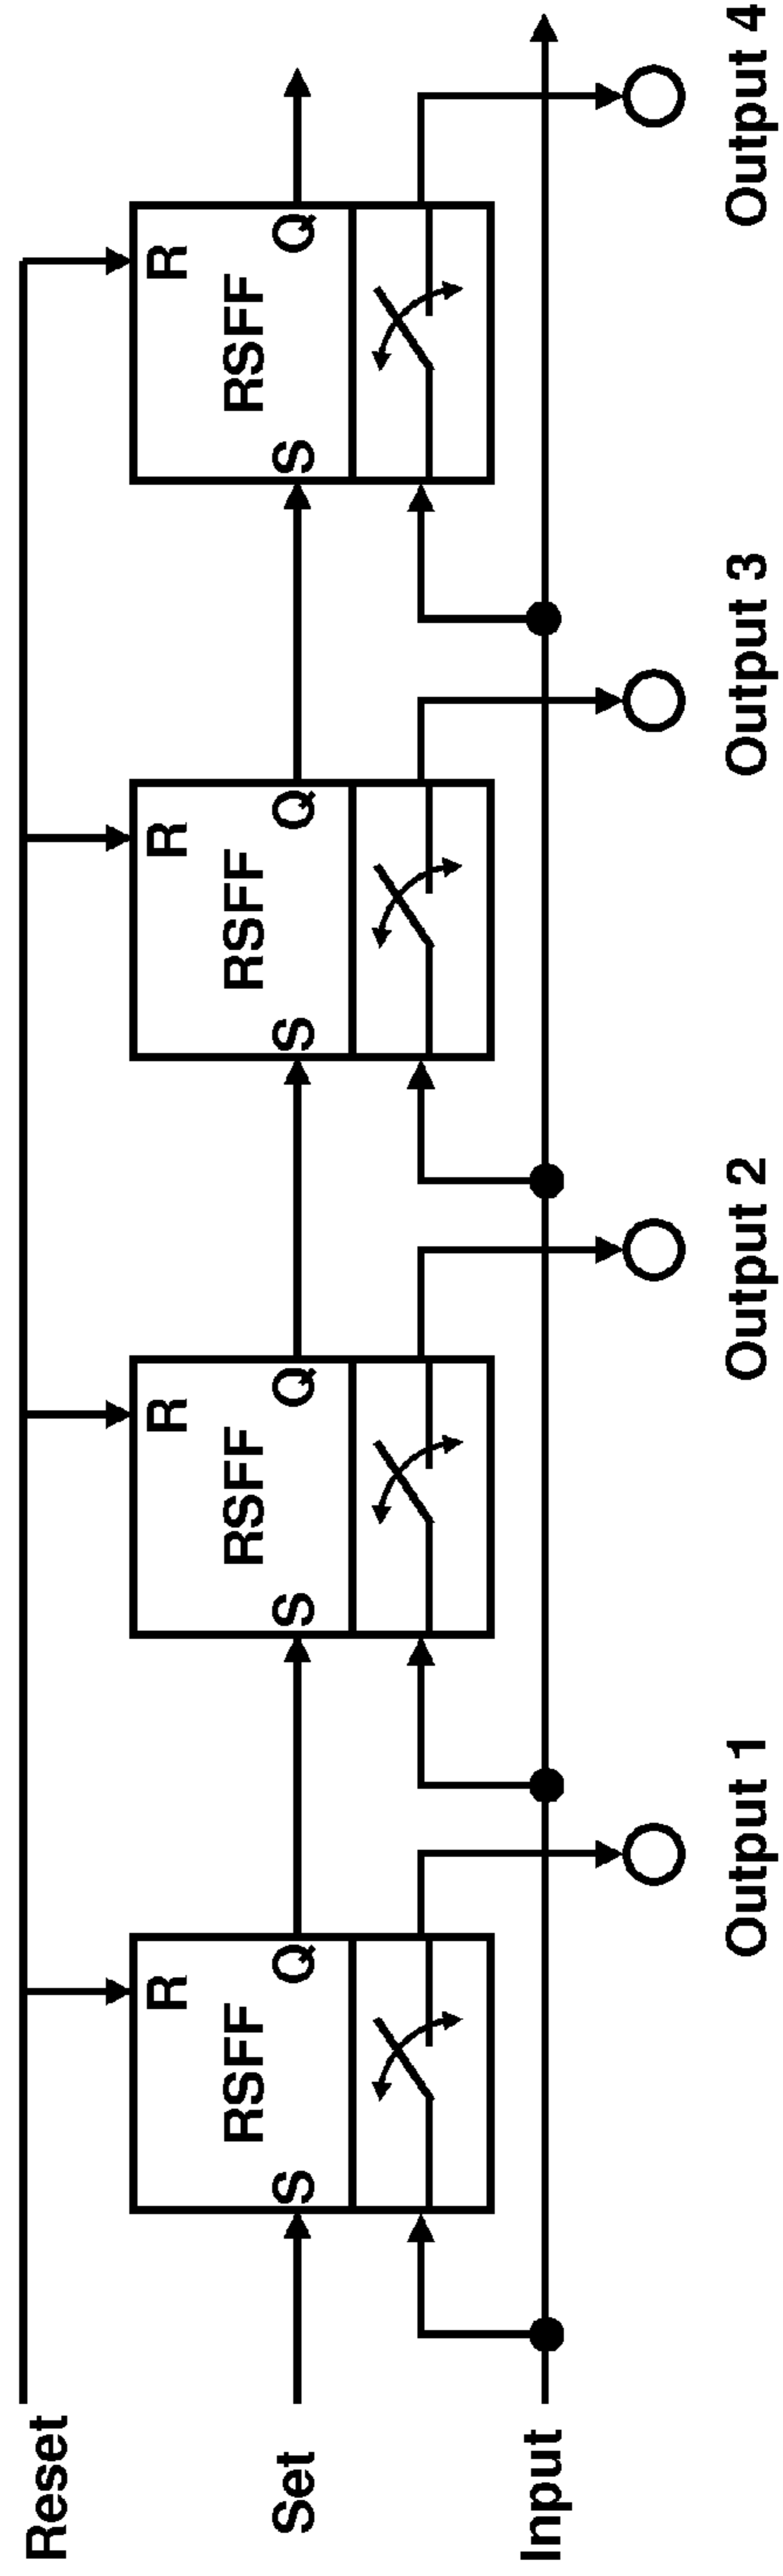 Reset
R
R
R
R
RSFF
RSFF
RSFF
RSFF
Set
S
Q
S
Q
S
Q
S
Q
Input
Output 1
Output 2
Output 3
Output 4